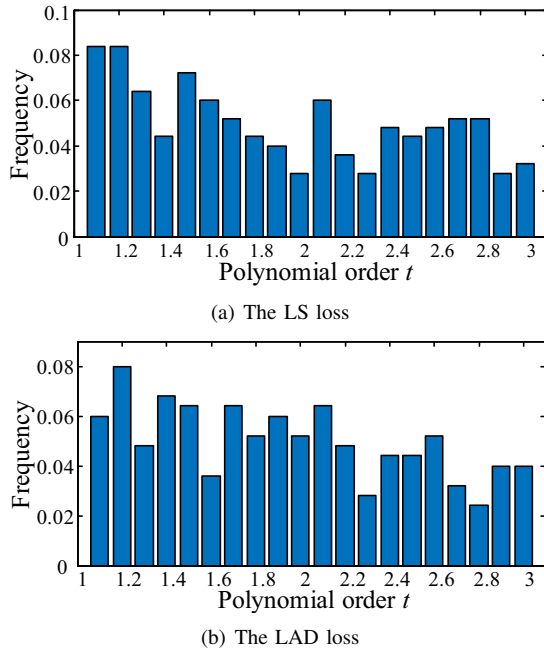 0.1
0.08
0.06
0.04
0.02
0
Frequency
1 1.2 1.4 1.6 1.8 2 2.2 2.4 2.6 2.8 3
Polynomial order t
(a) The LS loss
0.08
0.06
0.04
0.02
0
Frequency
1 1.2 1.4 1.6 1.8 2 2.2 2.4 2.6 2.8 3
Polynomial order t
(b) The LAD loss